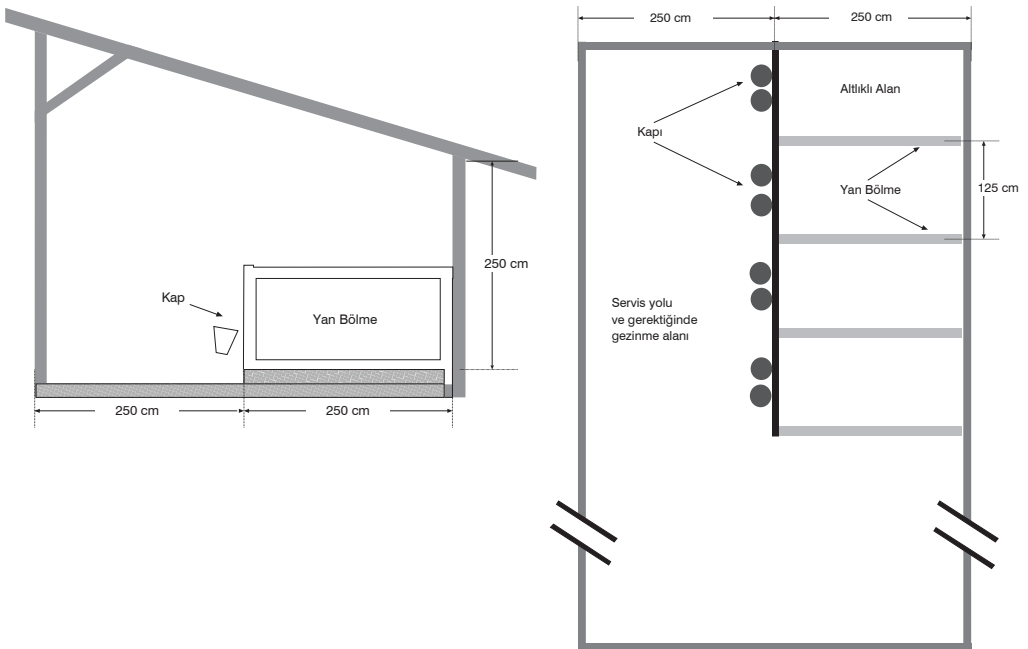 250 cm
Kap
Yan Bölme
250 cm
250 cm
250 cm
250 cm
Altlıklı Alan
Kapı
Yan Bölme
125 cm
Servis yolu
ve gerektiğinde
gezinme alanı